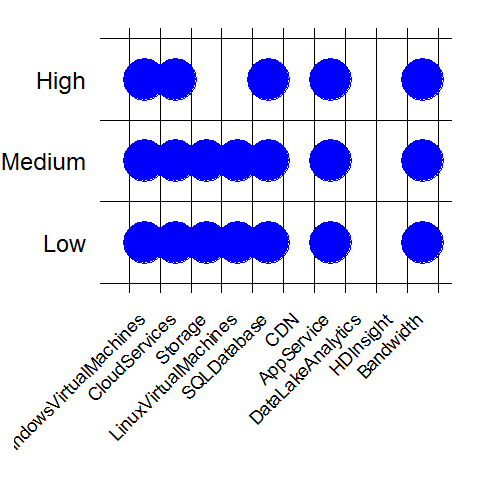 High
Medium
Low
ndowsVirtualMachines
CloudServices
Storage
LinuxVirtualMachines
SQLDatabase
CDN
AppService
DataLakeAnalytics
HDInsight
Bandwidth